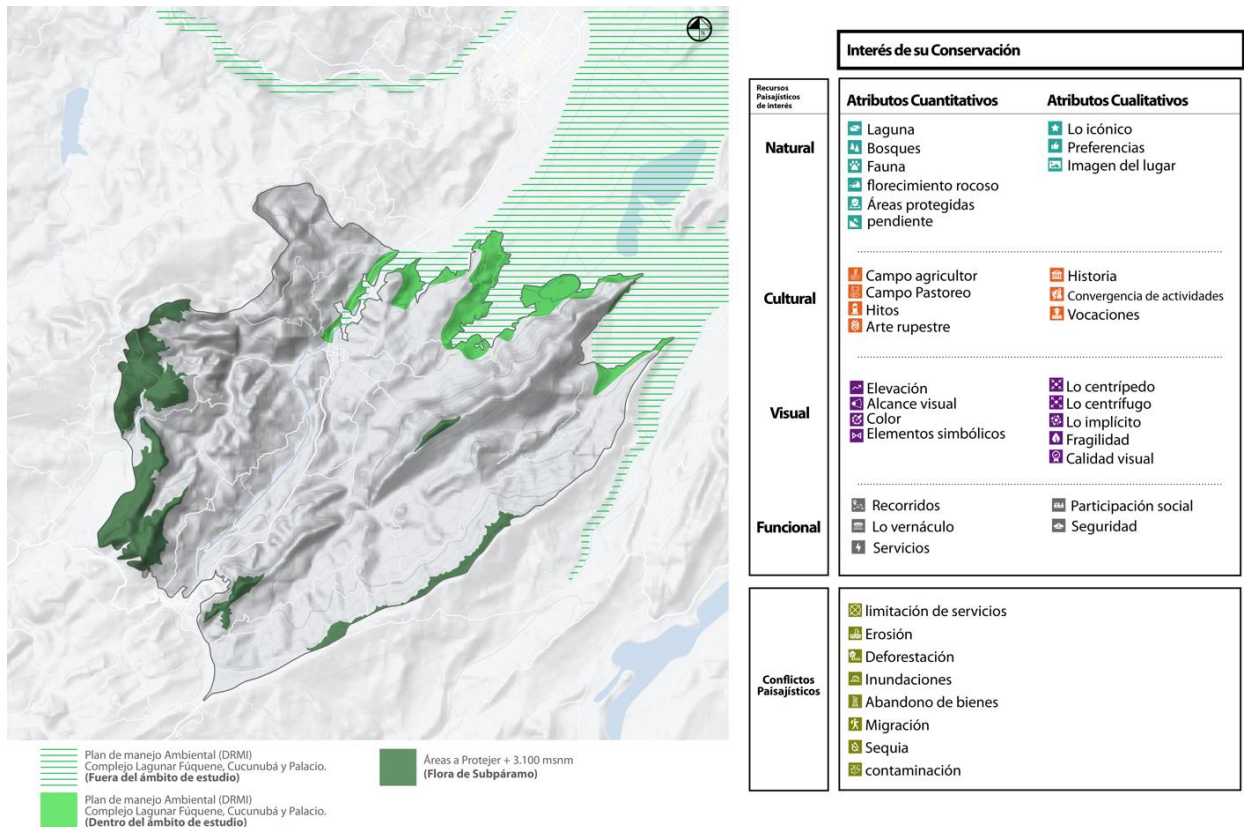 Plan de manejo Ambiental (DRMI)
Complejo Lagunar Fúquene, Cucunubá y Palacio.
(Fuera del ámbito de estudio)
Plan de manejo Ambiental (DRMI)
Complejo Lagunar Fúquene, Cucunubá y Palacio.
(Dentro del ámbito de estudio)
Áreas a Protejer + 3.100 msnm
(Flora de Subpáramo)
Interés de su Conservación
Recursos
Paisajísticos
de interés
Atributos Cuantitativos
Atributos Cualitativos
Natural
Laguna
Bosques
Fauna
florecimiento rocoso
Áreas protegidas
pendiente
Lo icónico
Preferencias
Imagen del lugar
Cultural
Campo agricultor
Campo Pastoreo
Hitos
Arte rupestre
Historia
Convergencia de actividades
Vocaciones
Visual
Elevación
Alcance visual
Color
Elementos simbólicos
Lo centrípedo
Lo centrífugo
Lo implícito
Fragilidad
Calidad visual
Funcional
Recorridos
Lo vernáculo
Servicios
Participación social
Seguridad
Conflictos
Paisajísticos
limitación de servicios
Erosión
Deforestación
Inundaciones
Abandono de bienes
Migración
Sequia
contaminación